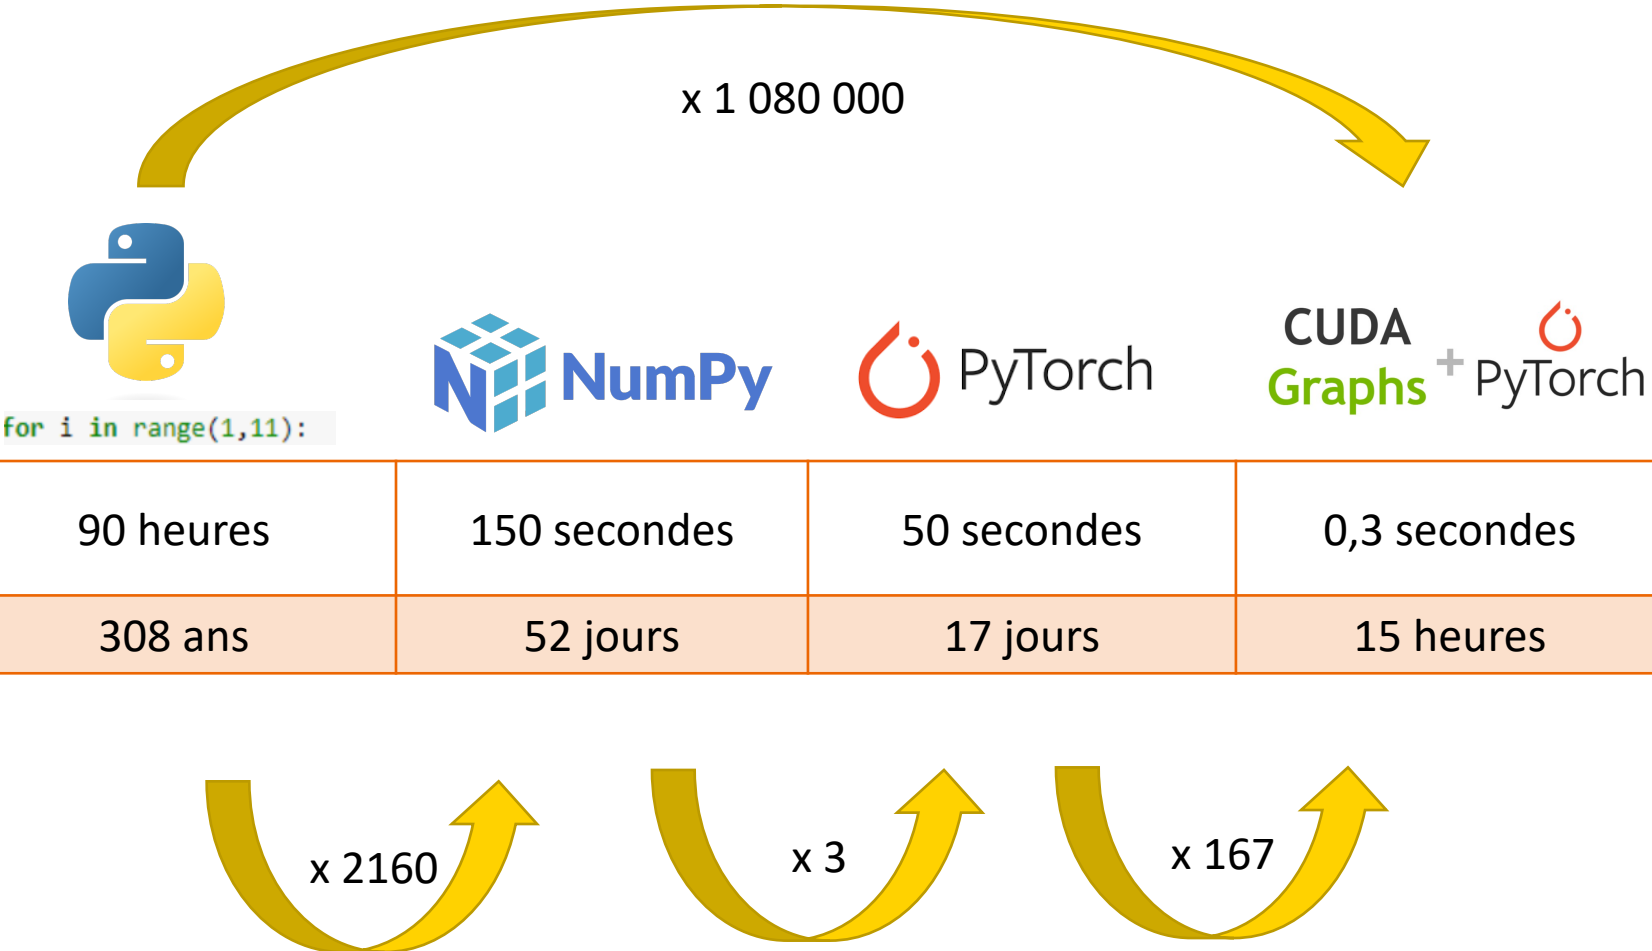 x 1 080 000
for i in range(1,11):
NumPy
PyTorch
CUDA
Graphs + PyTorch
90 heures
150 secondes
50 secondes
0,3 secondes
308 ans
52 jours
17 jours
15 heures
x 2160
x 3
x 167